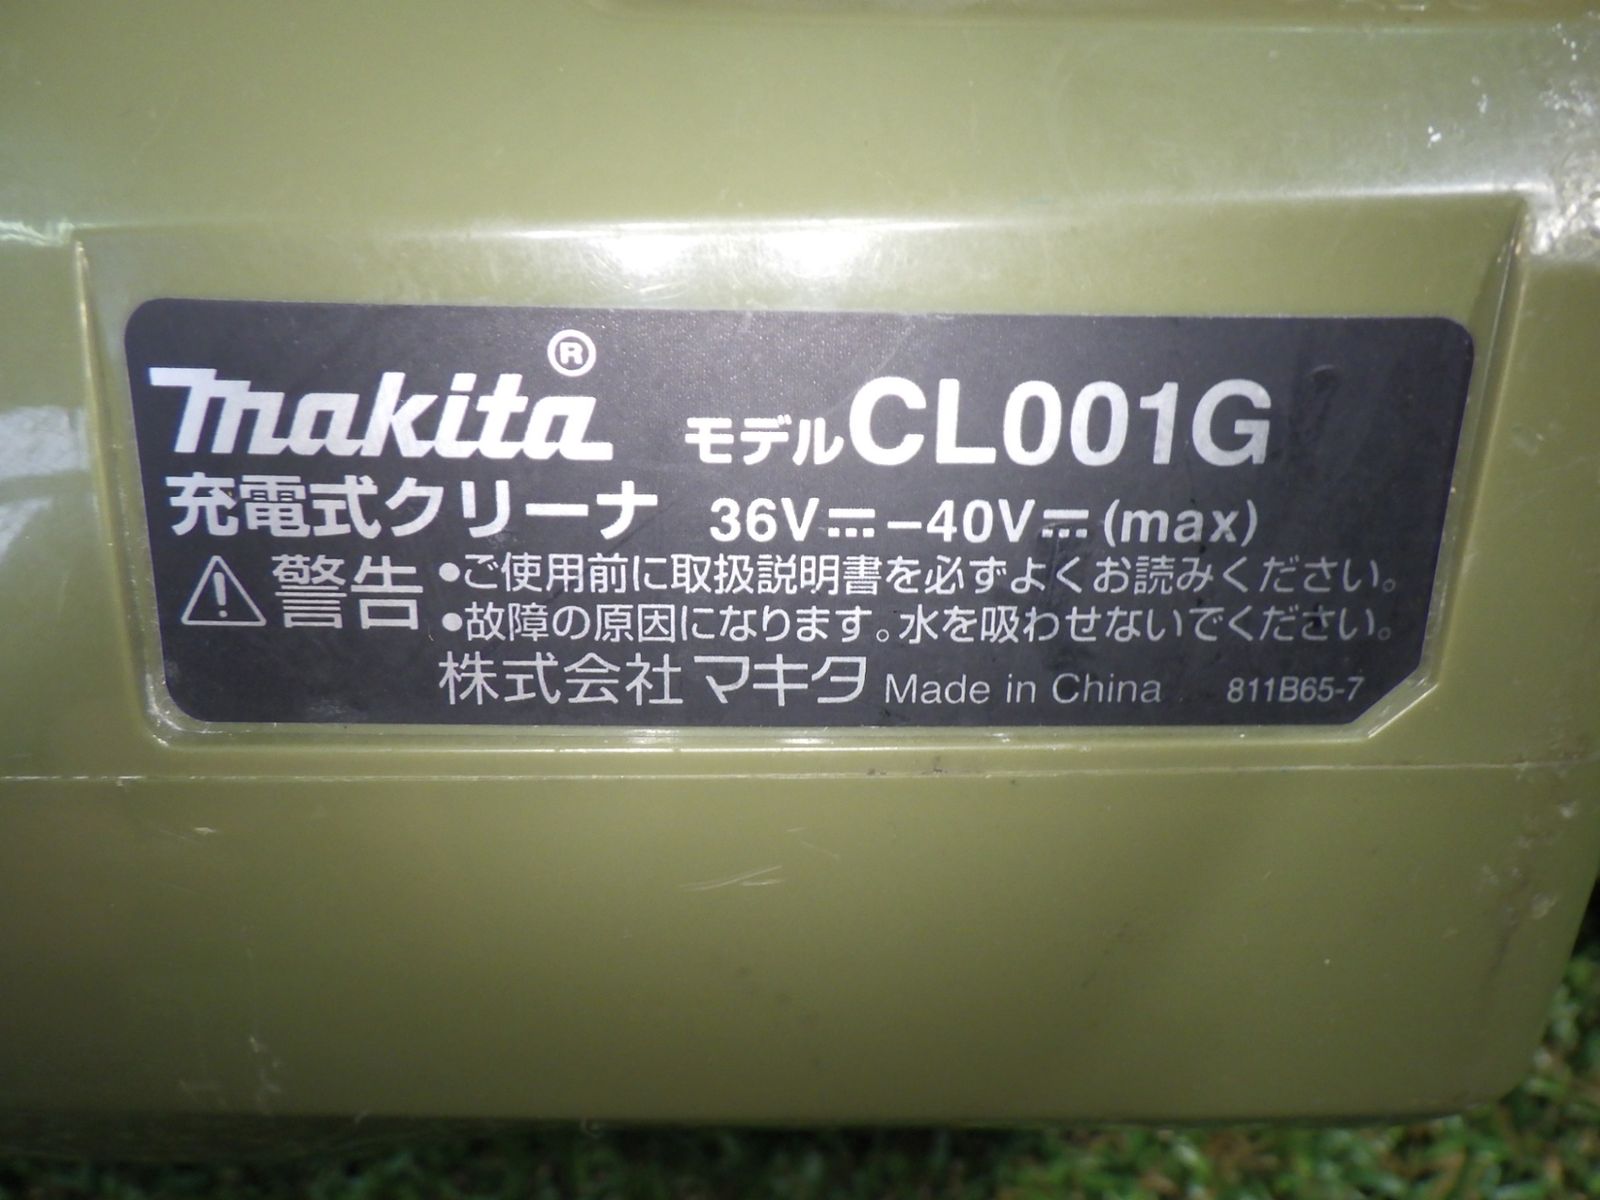 makita®
モデルCL001G
充電式クリーナ 36V⎓–40V⎓(max)
⚠警告 •ご使用前に取扱説明書を必ずよくお読みください。
•故障の原因になります。水を吸わせないでください。
株式会社マキタ Made in China 811B65-7